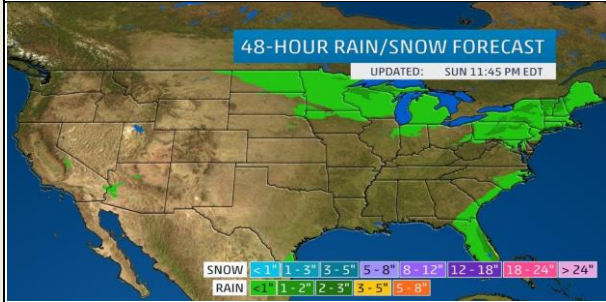 48-HOUR RAIN/SNOW FORECAST
UPDATED: SUN 11:45 PM EDT
SNOW <1" 1 - 3" 3 - 5" 5 - 8" 8 - 12" 12 - 18" 18 - 24" > 24"
RAIN <1" 1 - 2" 2 - 3" 3 - 5" 5 - 8"